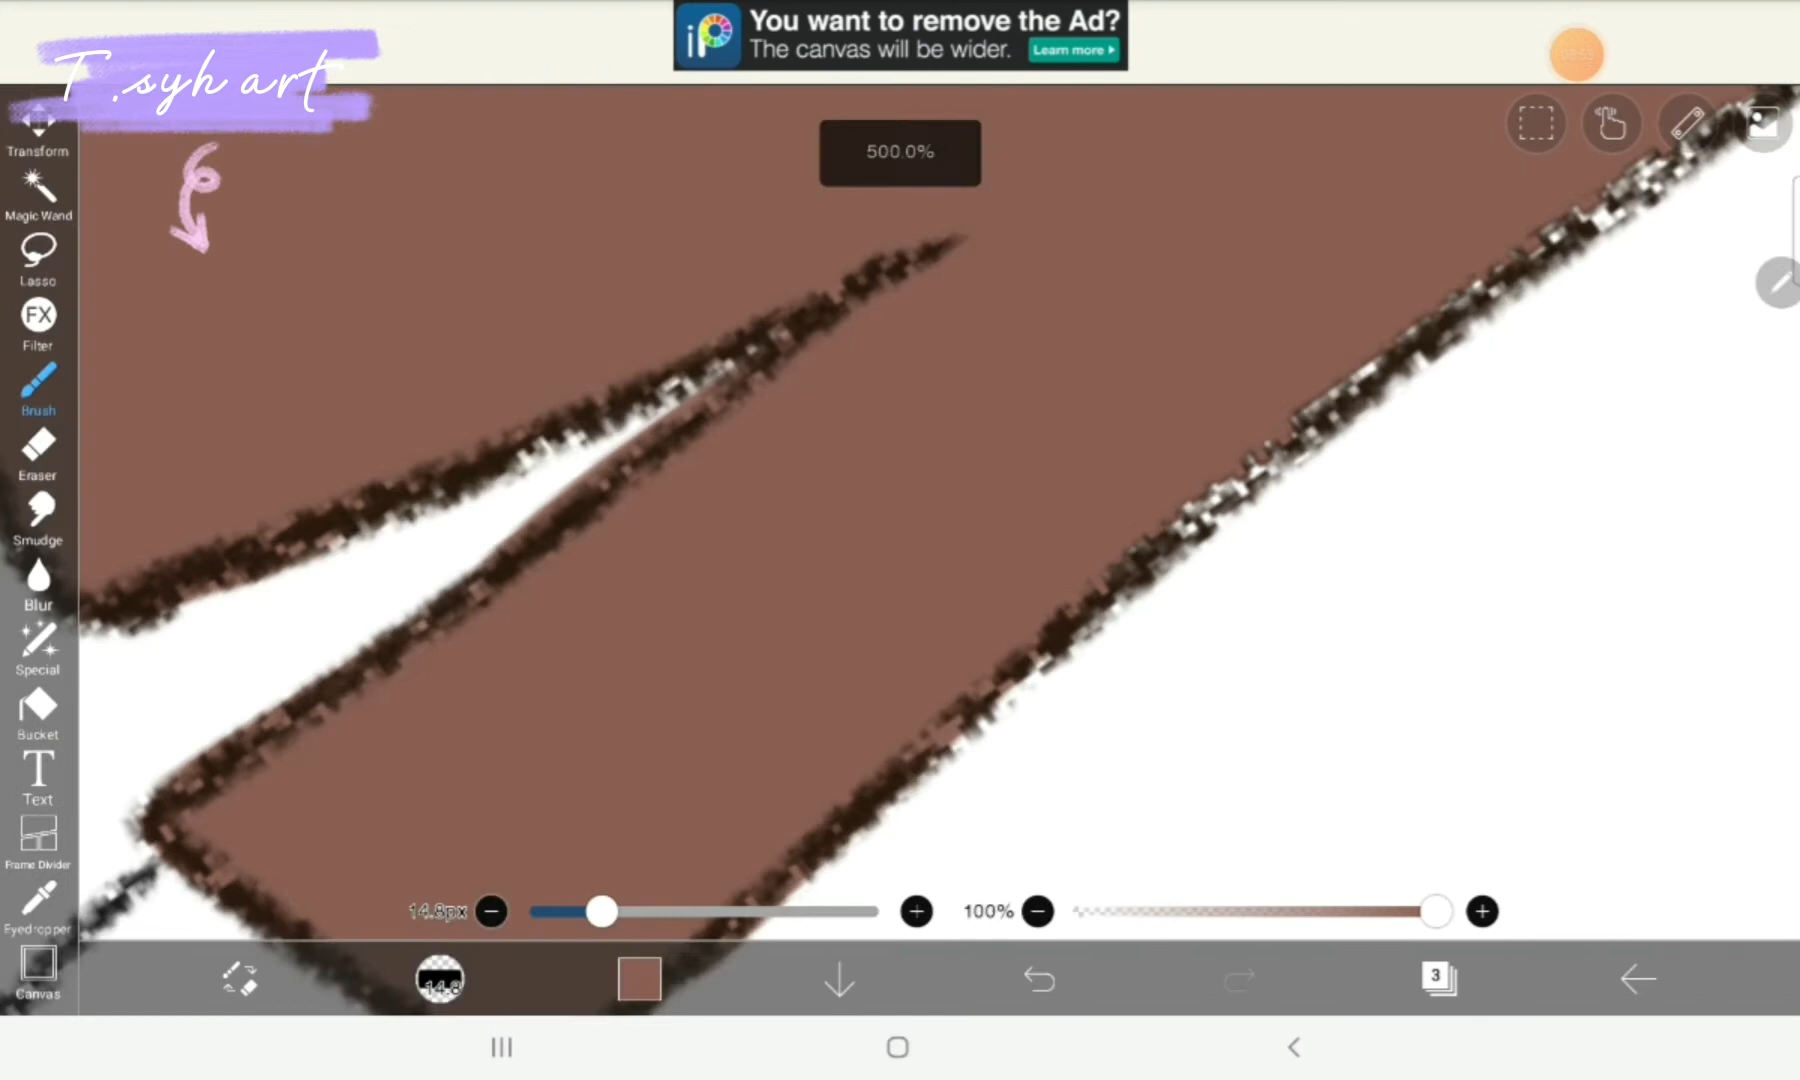 You want to remove the Ad?
The canvas will be wider.
Learn more
T.syh art
Transform
500.0%
Magic Wand
Lasso
FX
Filter
Brush
Eraser
Smudge
Blur
Special
Bucket
T
Text
Frame Divider
14.8px
100%
Eyedropper
14.8
3
Canvas